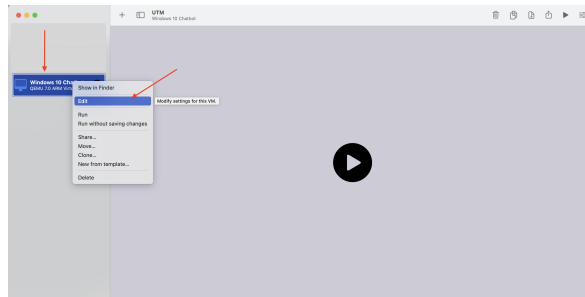 UTM
Windows 10 Chatbot
Windows 10 Cha
QEMU 7.0 ARM Virt
Show in Finder
Edit
Modify settings for this VM.
Run
Run without saving changes
Share...
Move...
Clone...
New from template...
Delete